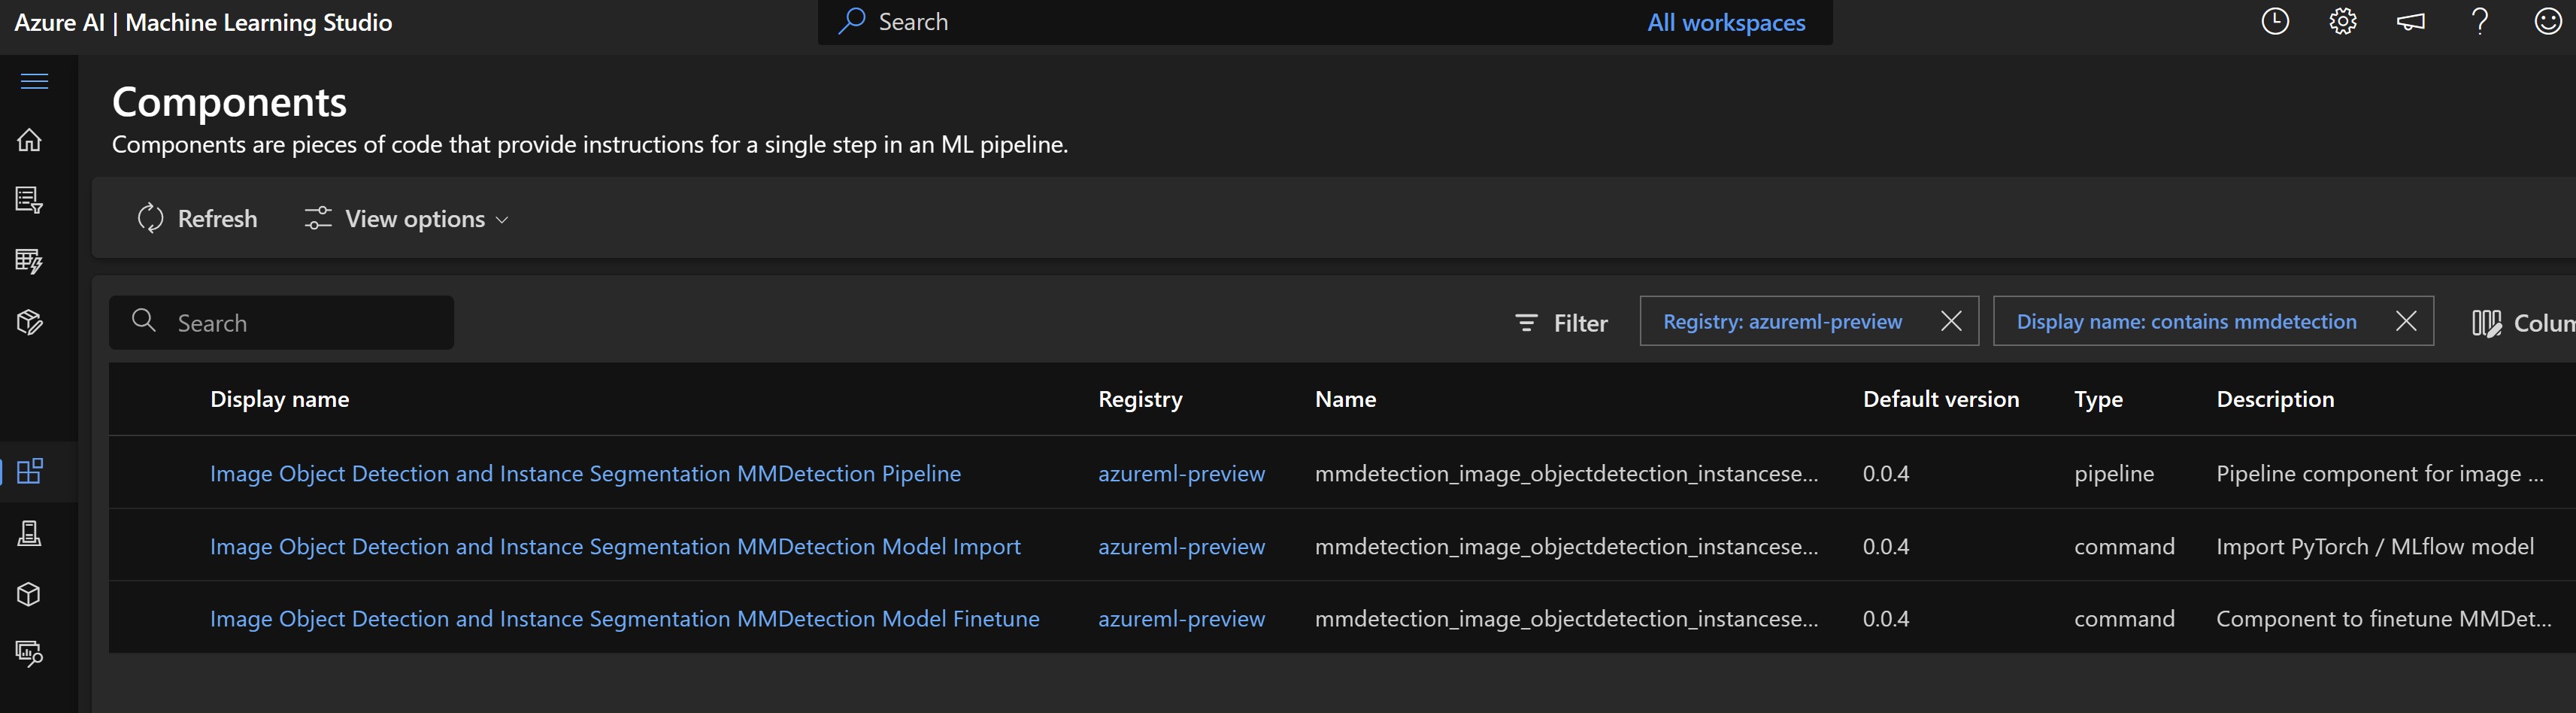 Azure AI | Machine Learning Studio
Search
All workspaces
Components
Components are pieces of code that provide instructions for a single step in an ML pipeline.
Refresh
View options
Search
Filter
Registry: azureml-preview
Display name: contains mmdetection
Colum
Display name Registry Name Default version Type Description
Image Object Detection and Instance Segmentation MMDetection Pipeline azureml-preview mmdetection_image_objectdetection_instancese... 0.0.4 pipeline Pipeline component for image ...
Image Object Detection and Instance Segmentation MMDetection Model Import azureml-preview mmdetection_image_objectdetection_instancese... 0.0.4 command Import PyTorch / MLflow model
Image Object Detection and Instance Segmentation MMDetection Model Finetune azureml-preview mmdetection_image_objectdetection_instancese... 0.0.4 command Component to finetune MMDet...